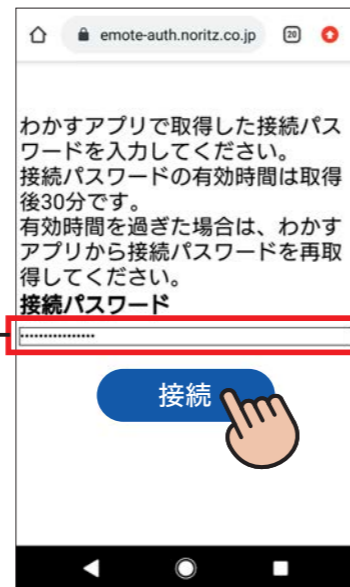 emote-auth.noritz.co.jp 20
わかすアプリで取得した接続パス
ワードを入力してください。
接続パスワードの有効時間は取得
後30分です。
有効時間を過ぎた場合は、わかす
アプリから接続パスワードを再取
得してください。
接続パスワード
••••••••••••••••
接続